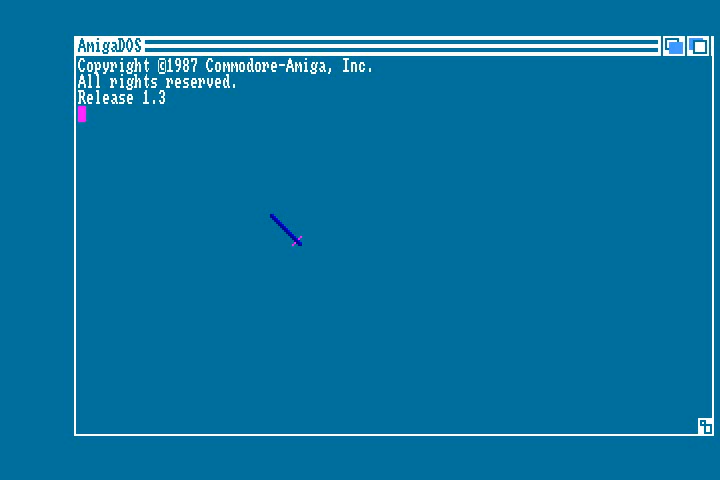 AmigaDOS
Copyright ©1987 Commodore-Amiga, Inc.
All rights reserved.
Release 1.3